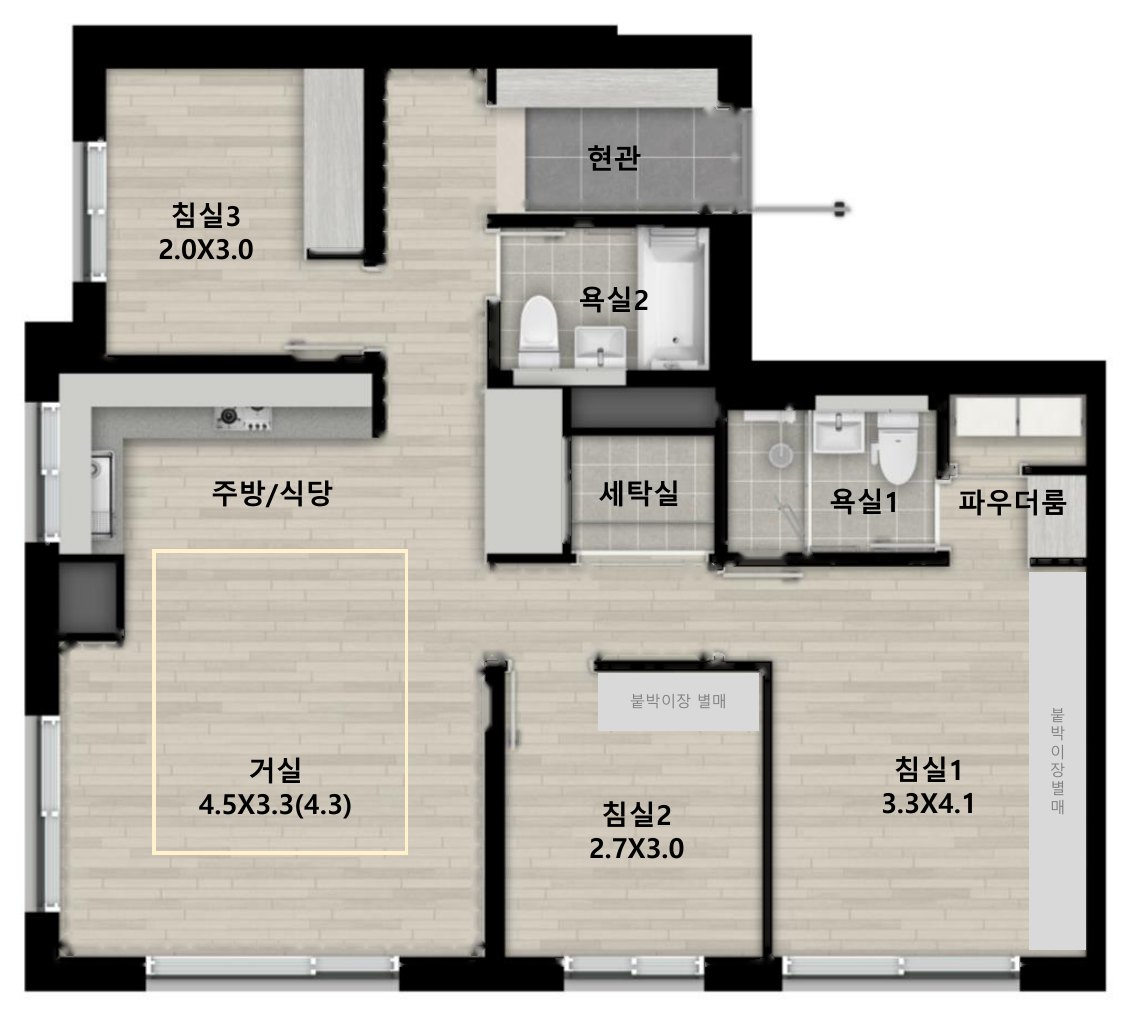 현관
침실3
2.0X3.0
욕실2
주방/식당
세탁실
욕실1
파우더룸
붙박이장 별매
거실
4.5X3.3(4.3)
침실2
2.7X3.0
침실1
3.3X4.1
붙박이장별매